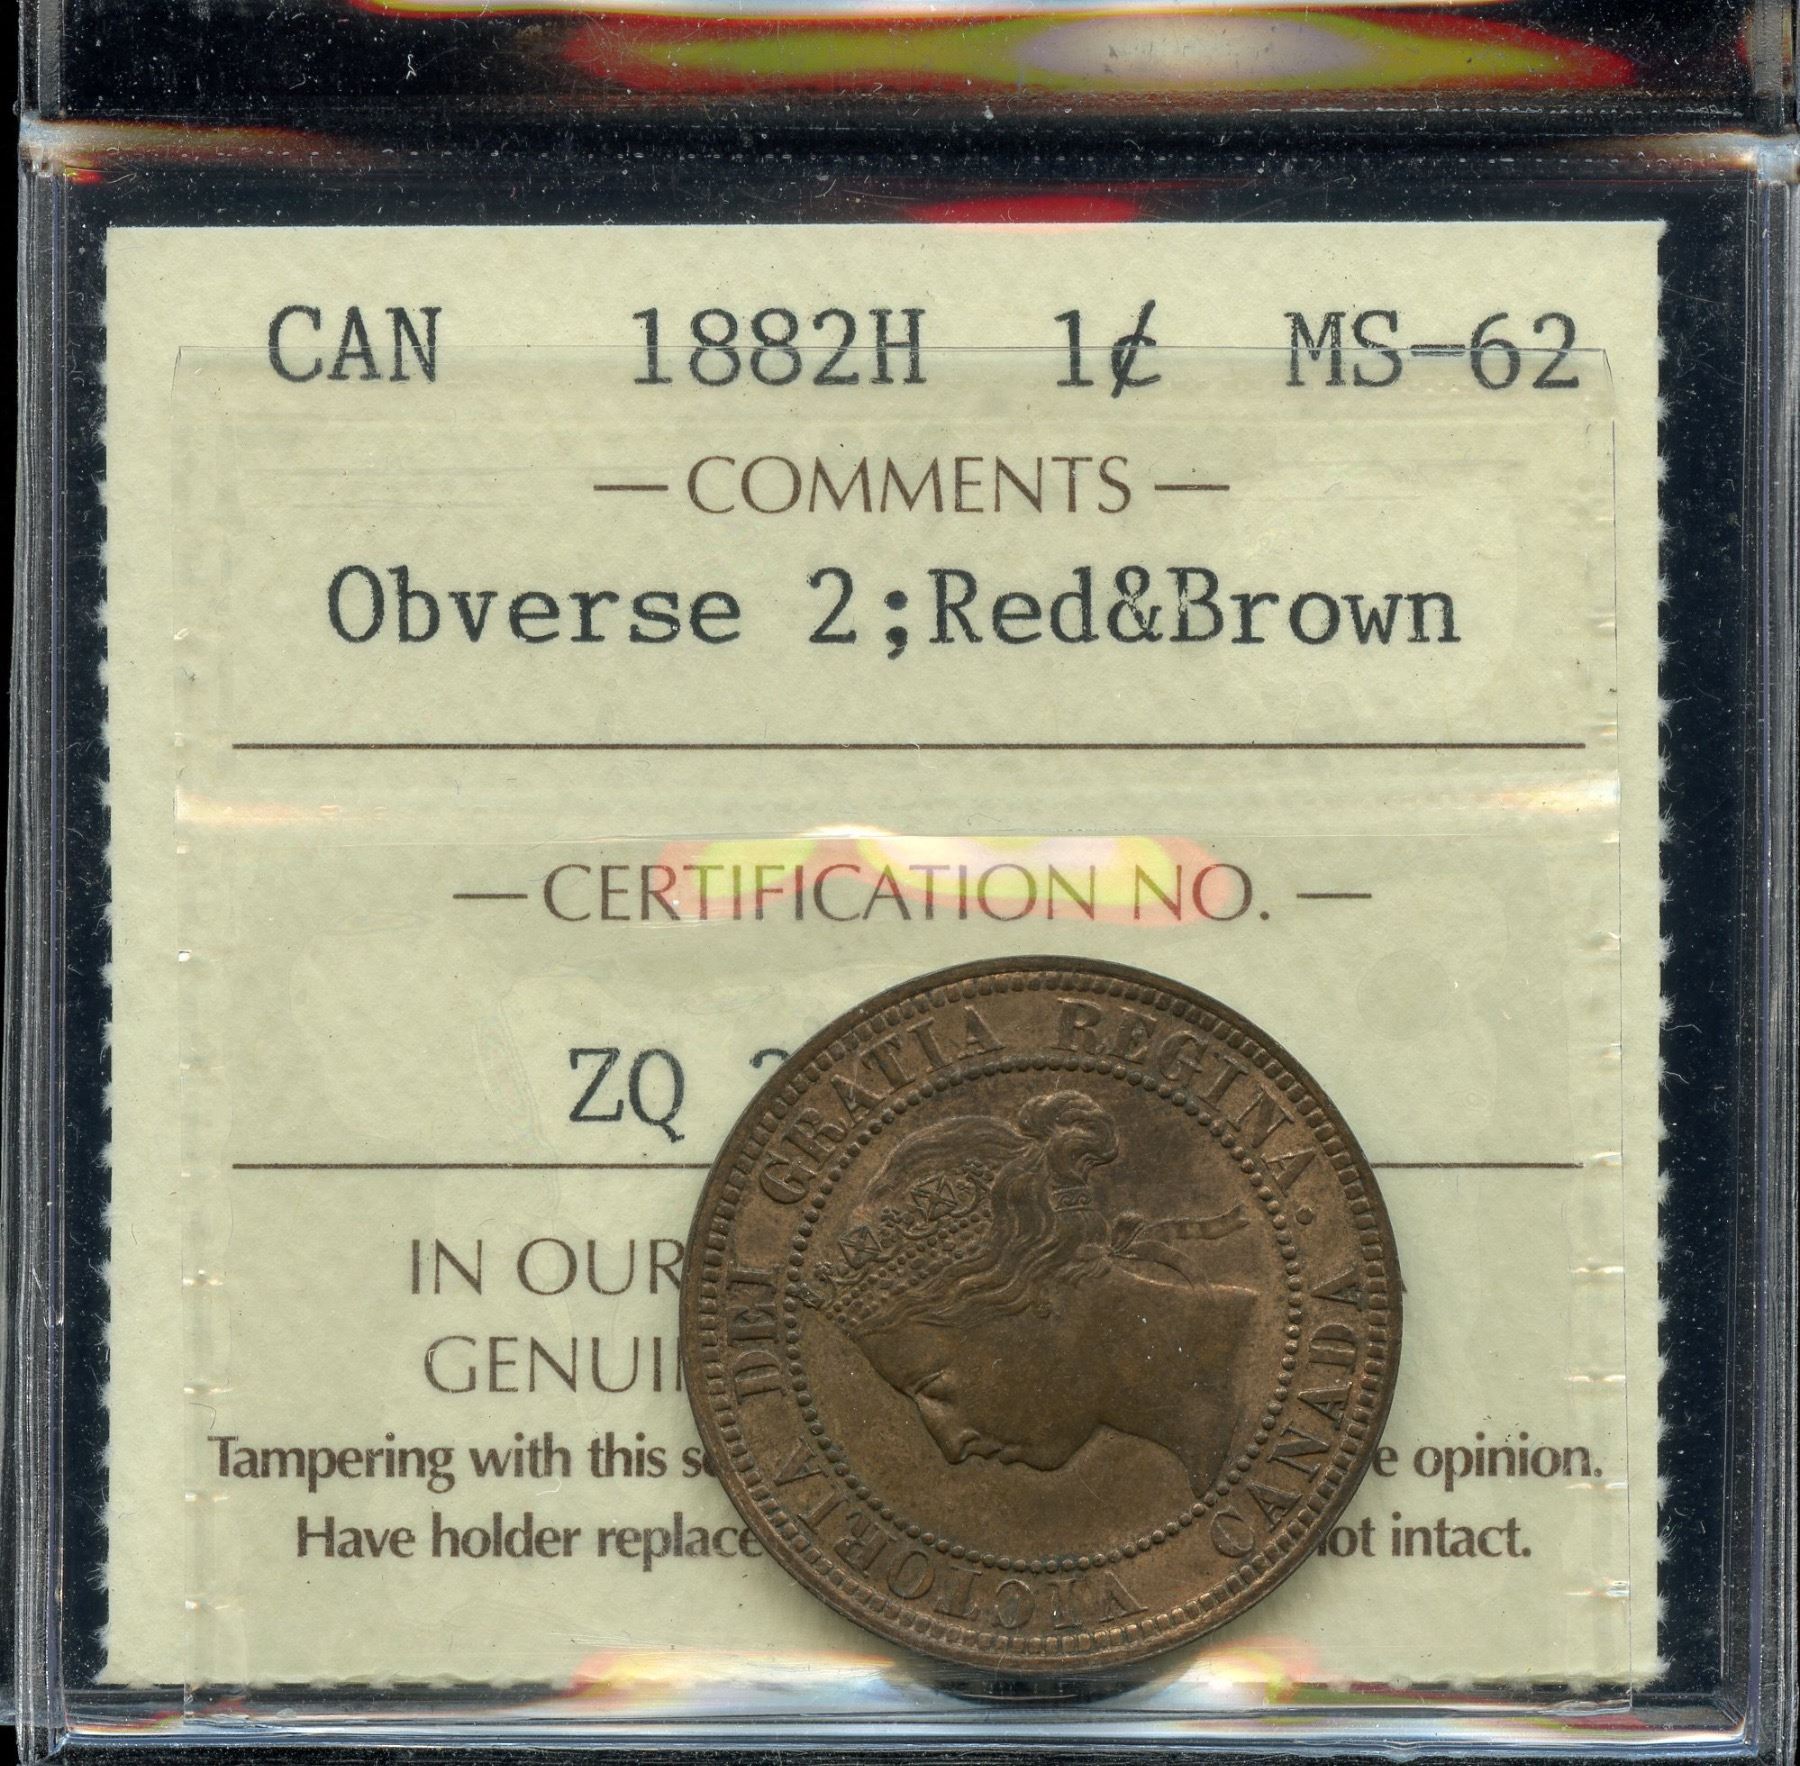 CAN 1882H 1¢ MS-62
— COMMENTS —
Obverse 2;Red&Brown
— CERTIFICATION NO. —
ZQ
IN OUR
GENUI
Tampering with this s e opinion.
Have holder replace ot intact.
VICTORIA DEI GRATIA REGINA. CANADA